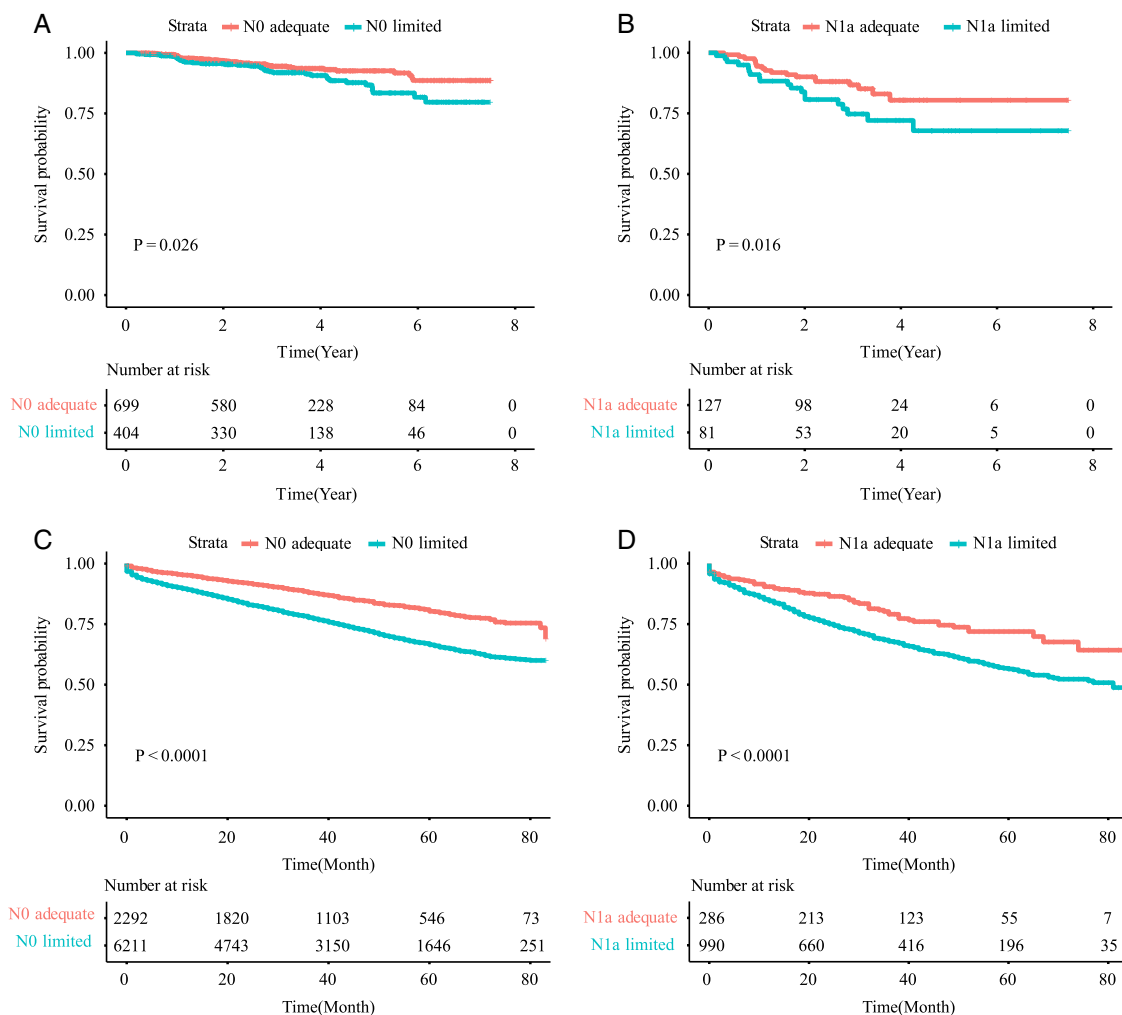 A
Strata N0 adequate N0 limited
1.00
0.75
0.50
0.25
0.00
Survival probability
P = 0.026
0 2 4 6 8
Time(Year)
Number at risk
N0 adequate 699 580 228 84 0
N0 limited 404 330 138 46 0
0 2 4 6 8
Time(Year)
B
Strata N1a adequate N1a limited
1.00
0.75
0.50
0.25
0.00
Survival probability
P = 0.016
0 2 4 6 8
Time(Year)
Number at risk
N1a adequate 127 98 24 6 0
N1a limited 81 53 20 5 0
0 2 4 6 8
Time(Year)
C
Strata N0 adequate N0 limited
1.00
0.75
0.50
0.25
0.00
Survival probability
P < 0.0001
0 20 40 60 80
Time(Month)
Number at risk
N0 adequate 2292 1820 1103 546 73
N0 limited 6211 4743 3150 1646 251
0 20 40 60 80
Time(Month)
D
Strata N1a adequate N1a limited
1.00
0.75
0.50
0.25
0.00
Survival probability
P < 0.0001
0 20 40 60 80
Time(Month)
Number at risk
N1a adequate 286 213 123 55 7
N1a limited 990 660 416 196 35
0 20 40 60 80
Time(Month)